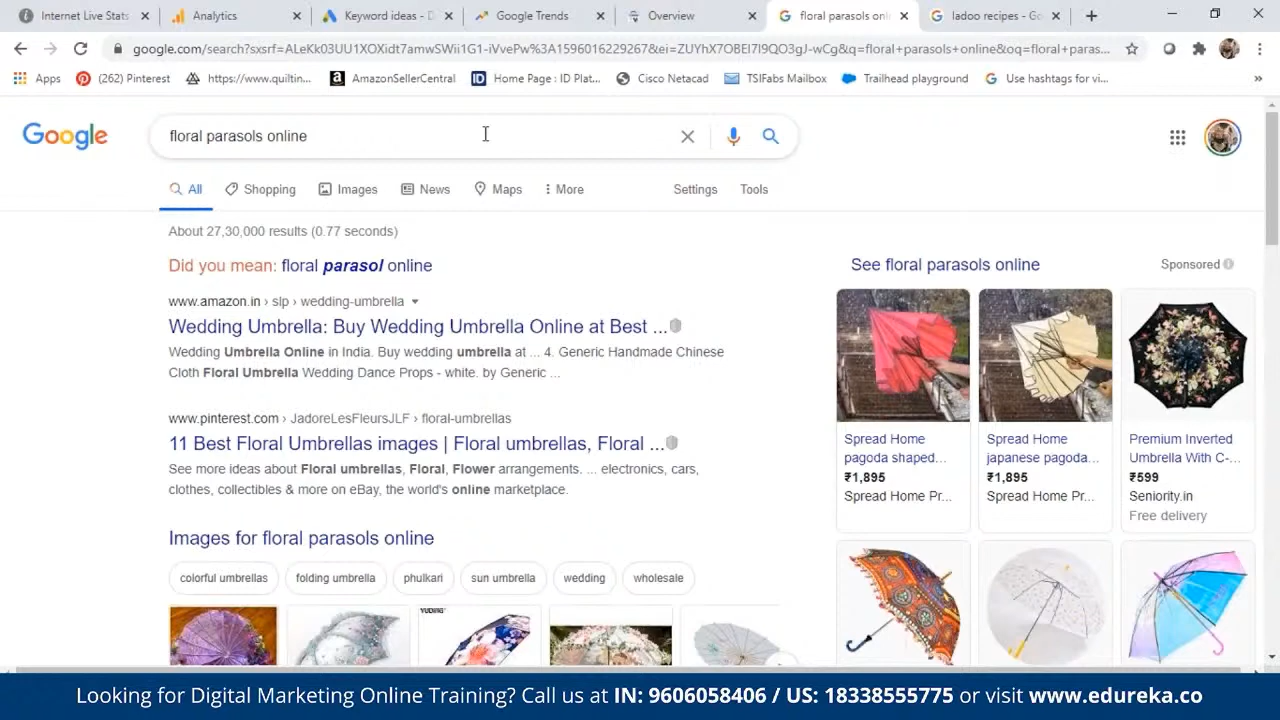 Internet Live Stats
Analytics
Keyword ideas - D
Google Trends
Overview
floral parasols onli
ladoo recipes - Go
google.com/search?sxsrf=ALeKk03UU1XOXidt7amwSWii1G1-iVvePw%3A1596016229267&ei=ZUYhX7OBEI7l9QO3gJ-wCg&q=floral+parasols+online&oq=floral+paras...
Apps
(262) Pinterest
https://www.quiltin...
AmazonSellerCentral
Home Page : ID Plat...
Cisco Netacad
TSIFabs Mailbox
Trailhead playground
Use hashtags for vi...
Google
floral parasols online
All
Shopping
Images
News
Maps
More
Settings
Tools
About 27,30,000 results (0.77 seconds)
Did you mean: floral parasol online
www.amazon.in › slp › wedding-umbrella
Wedding Umbrella: Buy Wedding Umbrella Online at Best ...
Wedding Umbrella Online in India. Buy wedding umbrella at ... 4. Generic Handmade Chinese
Cloth Floral Umbrella Wedding Dance Props - white. by Generic ...
www.pinterest.com › JadoreLesFleursJLF › floral-umbrellas
11 Best Floral Umbrellas images | Floral umbrellas, Floral ...
See more ideas about Floral umbrellas, Floral, Flower arrangements. ... electronics, cars,
clothes, collectibles & more on eBay, the world's online marketplace.
Images for floral parasols online
colorful umbrellas
folding umbrella
phulkari
sun umbrella
wedding
wholesale
YUBINA
See floral parasols online
Sponsored
Spread Home
pagoda shaped...
₹1,895
Spread Home Pr...
Spread Home
japanese pagoda...
₹1,895
Spread Home Pr...
Premium Inverted
Umbrella With C-...
₹599
Seniority.in
Free delivery
Looking for Digital Marketing Online Training? Call us at IN: 9606058406 / US: 18338555775 or visit www.edureka.co